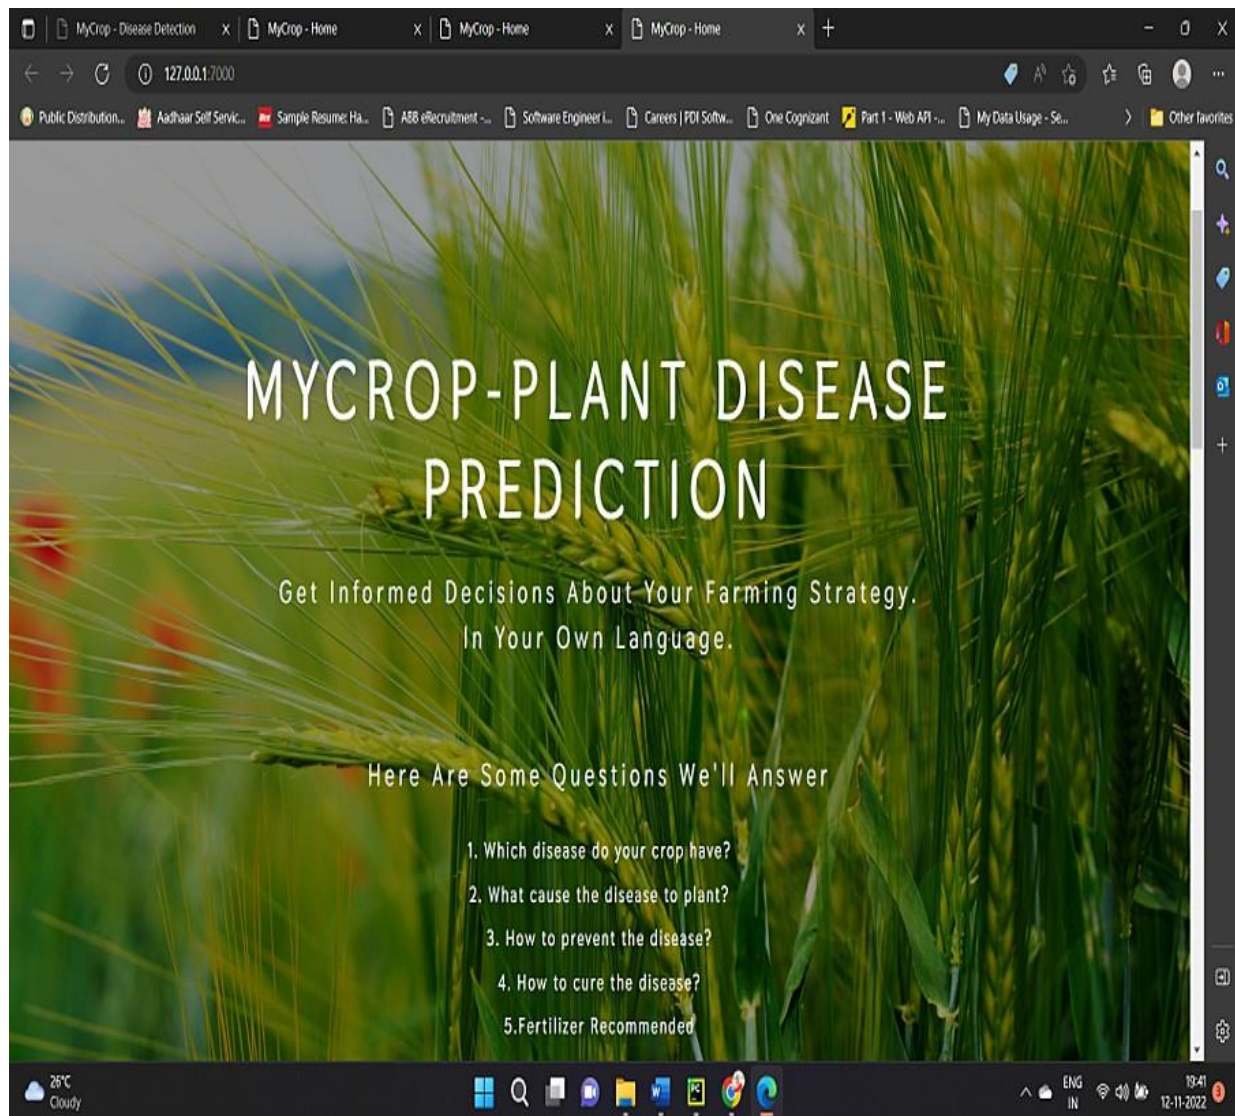 MyCrop - Disease Detection
MyCrop - Home
MyCrop - Home
MyCrop - Home
127.0.0.1:7000
Public Distribution... Aadhaar Self Servic... Sample Resume: Ha... ABB eRecruitment -... Software Engineer i... Careers | PDI Softw... One Cognizant Part 1 - Web API -... My Data Usage - Se... Other favorites
MYCROP-PLANT DISEASE
PREDICTION
Get Informed Decisions About Your Farming Strategy.
In Your Own Language.
Here Are Some Questions We'll Answer
1. Which disease do your crop have?
2. What cause the disease to plant?
3. How to prevent the disease?
4. How to cure the disease?
5.Fertilizer Recommended
26°C
Cloudy
ENG
IN
19:41
12-11-2022
3